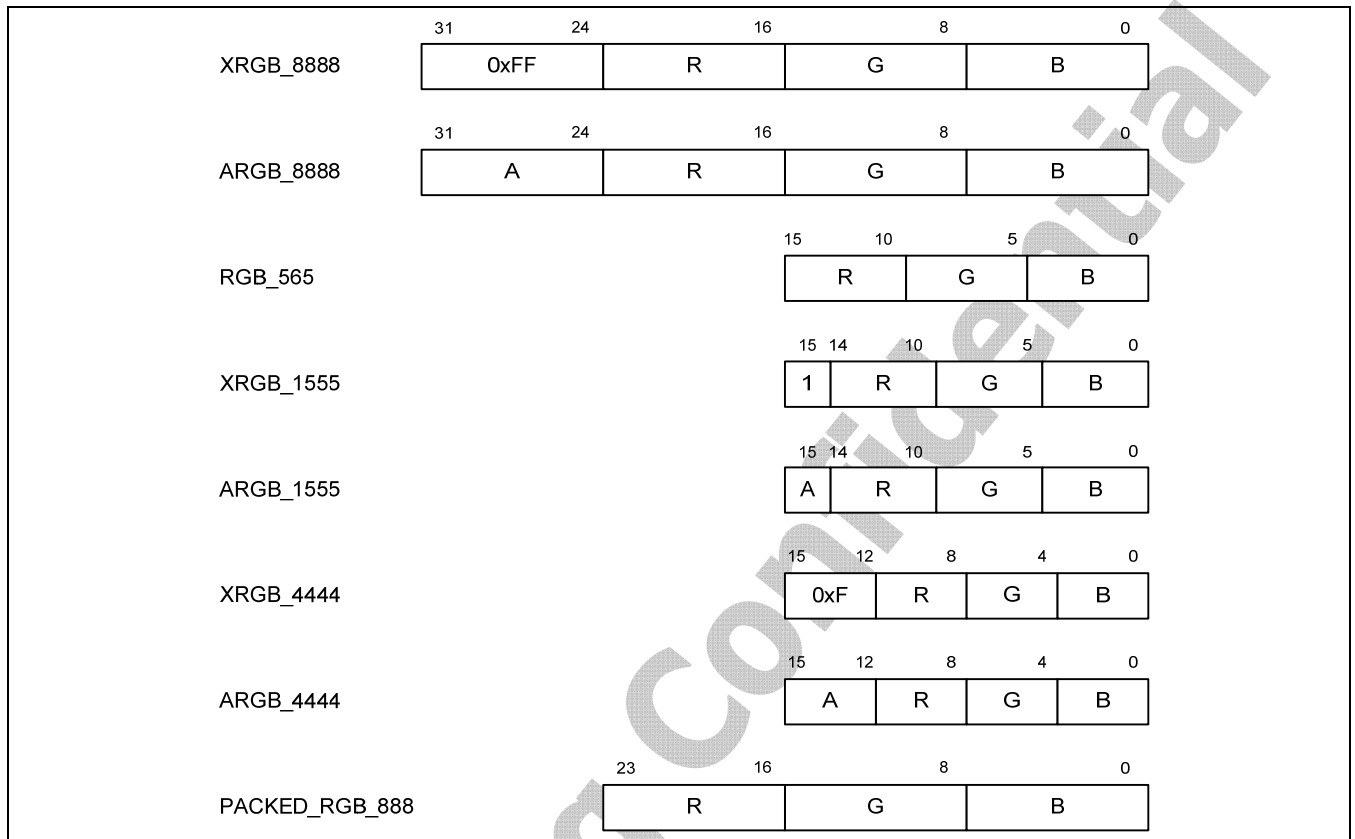 31 24 16 8 0
XRGB_8888 0xFF R G B
31 24 16 8 0
ARGB_8888 A R G B
15 10 5 0
RGB_565 R G B
15 14 10 5 0
XRGB_1555 1 R G B
15 14 10 5 0
ARGB_1555 A R G B
15 12 8 4 0
XRGB_4444 0xF R G B
15 12 8 4 0
ARGB_4444 A R G B
23 16 8 0
PACKED_RGB_888 R G B
Confidential